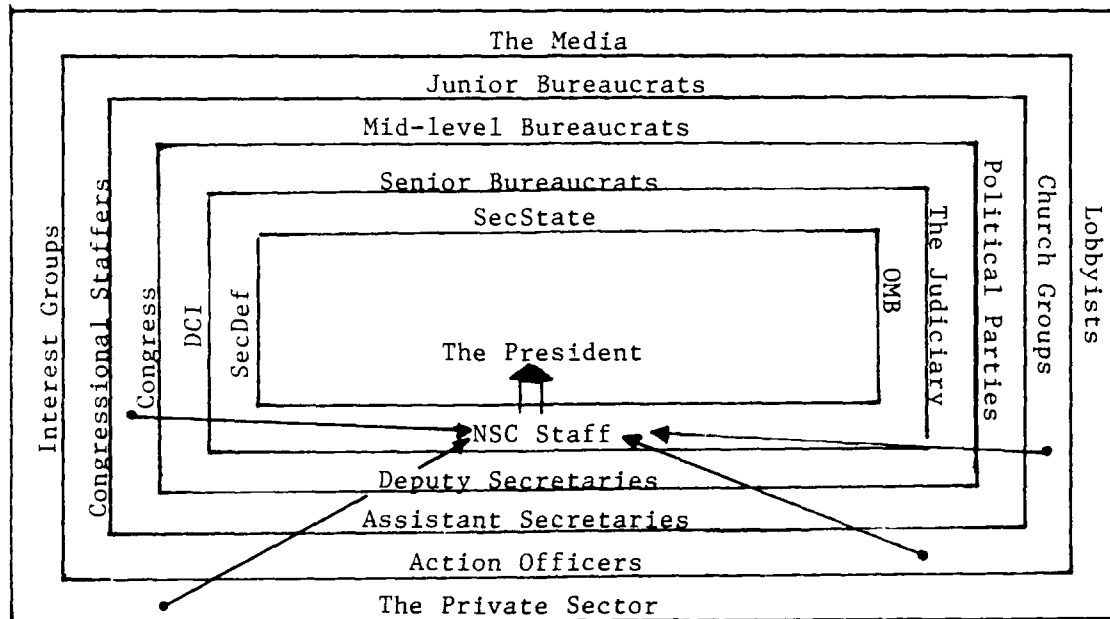 The Media
Junior Bureaucrats
Mid-level Bureaucrats
Senior Bureaucrats
SecState
Interest Groups
Congressional Staffers
Congress
DCI
SecDef
The President
OMB
The Judiciary
Political Parties
Church Groups
Lobbyists
NSC Staff
Deputy Secretaries
Assistant Secretaries
Action Officers
The Private Sector